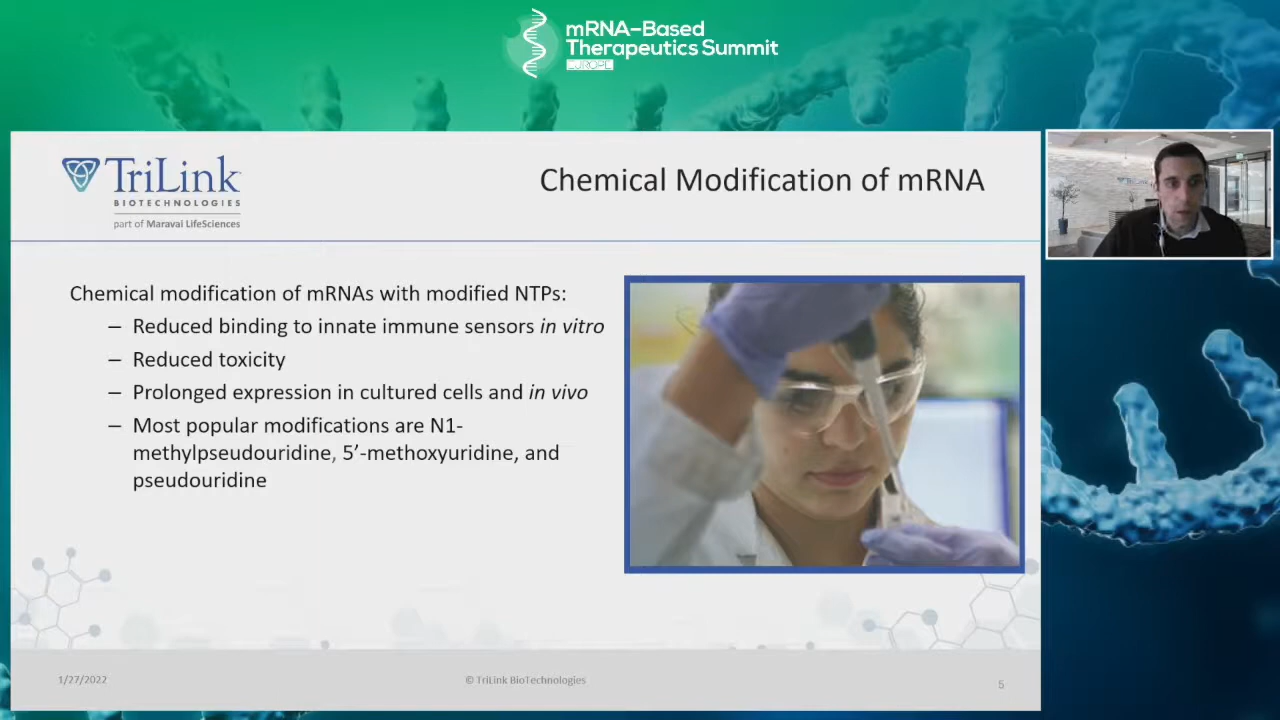 mRNA-Based
Therapeutics Summit
EUROPE
TriLink
BIOTECHNOLOGIES
part of Maravai LifeSciences
Chemical Modification of mRNA
Chemical modification of mRNAs with modified NTPs:
– Reduced binding to innate immune sensors in vitro
– Reduced toxicity
– Prolonged expression in cultured cells and in vivo
– Most popular modifications are N1-
methylpseudouridine, 5’-methoxyuridine, and
pseudouridine
1/27/2022
© TriLink BioTechnologies
5